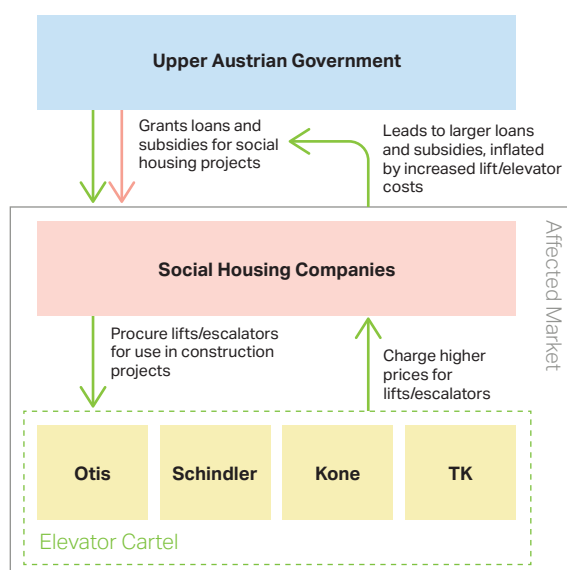 Upper Austrian Government
Grants loans and
subsidies for social
housing projects
Leads to larger loans
and subsidies, inflated
by increased lift/elevator
costs
Affected Market
Social Housing Companies
Procure lifts/escalators
for use in construction
projects
Charge higher
prices for
lifts/escalators
Otis
Schindler
Kone
TK
Elevator Cartel